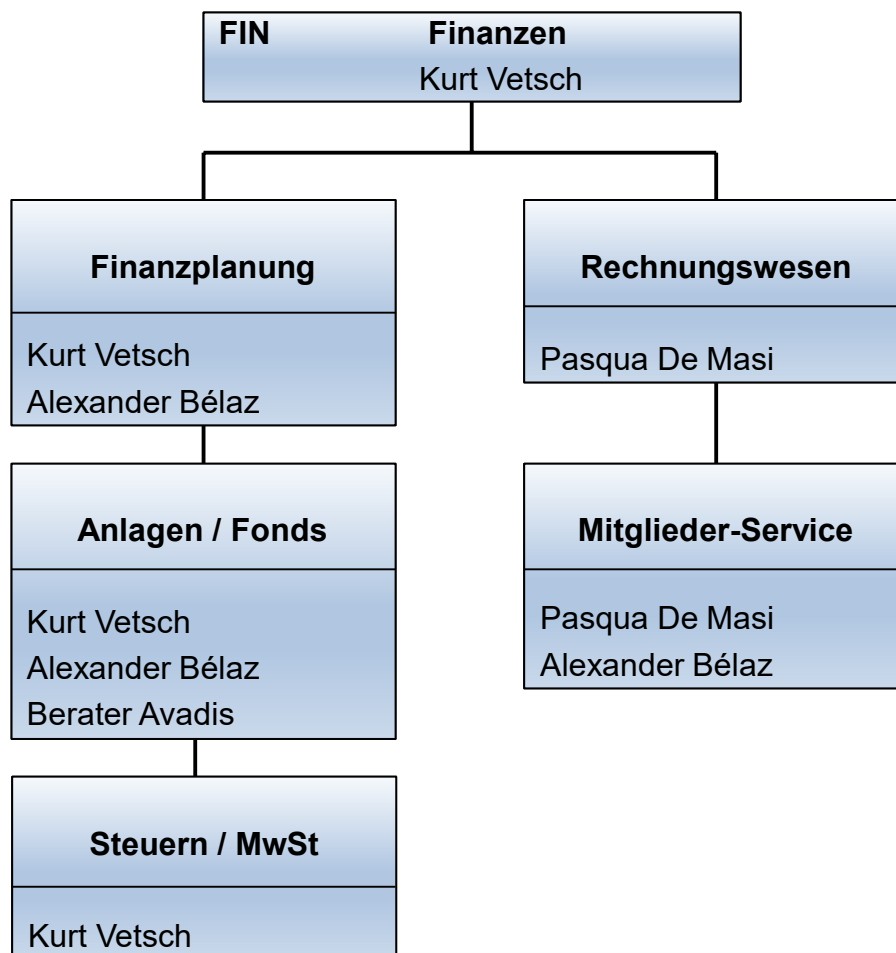 FIN Finanzen
Kurt Vetsch
Finanzplanung
Kurt Vetsch
Alexander Bélaz
Anlagen / Fonds
Kurt Vetsch
Alexander Bélaz
Berater Avadis
Steuern / MwSt
Kurt Vetsch
Rechnungswesen
Pasqua De Masi
Mitglieder-Service
Pasqua De Masi
Alexander Bélaz